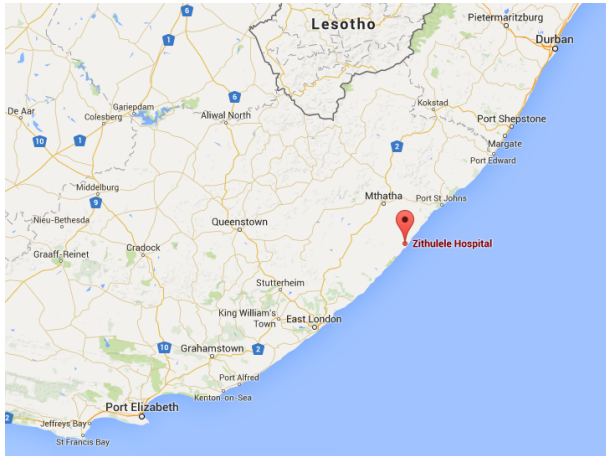 Lesotho
Pietermaritzburg
Durban
6
1
6
Kokstad
De Aar
Gariepdam
Colesberg
Aliwal North
Port Shepstone
Margate
10
1
2
Port Edward
Middelburg
9
Mthatha
Port St Johns
Nieu-Bethesda
Queenstown
Zithulele Hospital
Graaff-Reinet
Cradock
Stutterheim
King William's
Town
East London
10
Grahamstown
2
Port Alfred
Kenton-on-Sea
Port Elizabeth
2
Jeffreys Bay
St Francis Bay